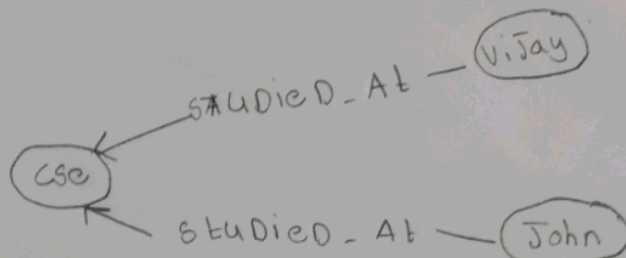 ViJay
STUDieD_At
CSe
StUDieD_At
John